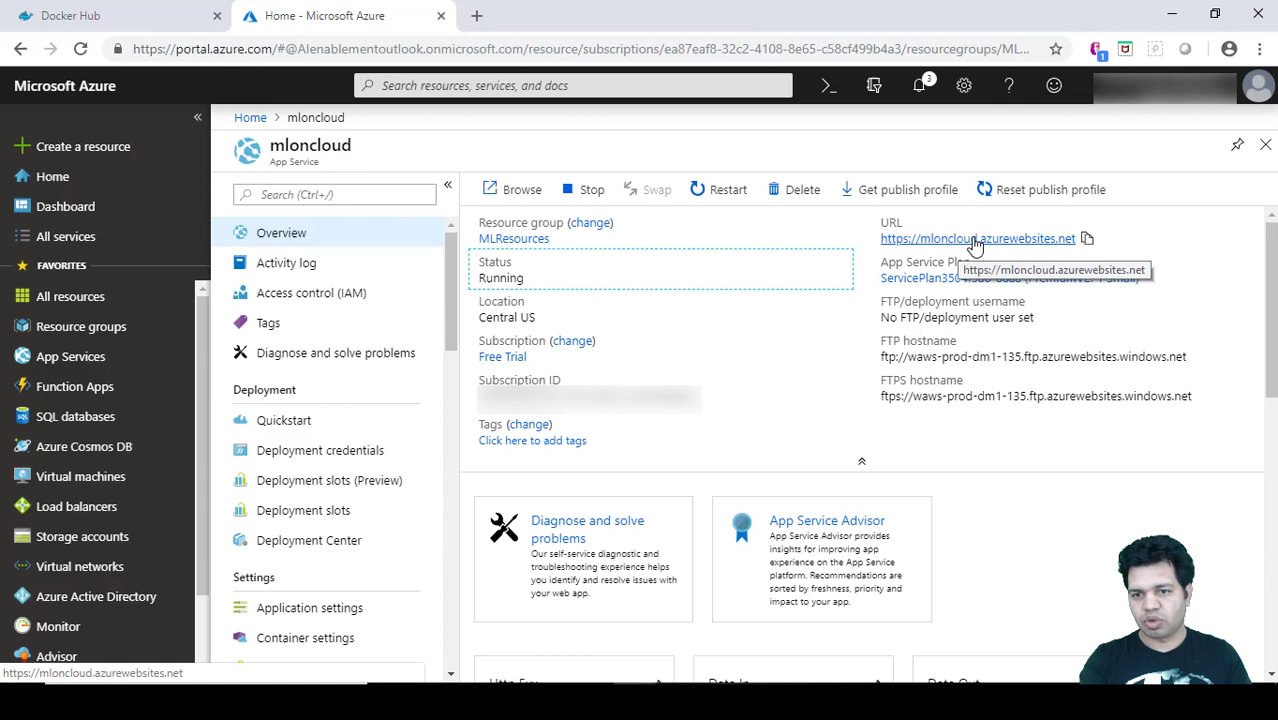 Docker Hub
Home - Microsoft Azure
https://portal.azure.com/#@AIenablementoutlookonmicrosoft.com/resource/subscriptions/ea87eaf8-32c2-4108-8e65-c58cf499b4a3/resourcegroups/ML...
1
Microsoft Azure
Search resources, services, and docs
3
Create a resource
Home
Dashboard
All services
FAVORITES
All resources
Resource groups
App Services
Function Apps
SQL databases
Azure Cosmos DB
Virtual machines
Load balancers
Storage accounts
Virtual networks
Azure Active Directory
Monitor
Advisor
https://mloncloud.azurewebsites.net
Home > mloncloud
mloncloud
App Service
Search (Ctrl+/)
Overview
Activity log
Access control (IAM)
Tags
Diagnose and solve problems
Deployment
Quickstart
Deployment credentials
Deployment slots (Preview)
Deployment slots
Deployment Center
Settings
Application settings
Container settings
Browse
Stop
Swap
Restart
Delete
Get publish profile
Reset publish profile
Resource group (change)
MLResources
Status
Running
Location
Central US
Subscription (change)
Free Trial
Subscription ID
Tags (change)
Click here to add tags
URL
https://mloncloud.azurewebsites.net
https://mloncloud.azurewebsites.net
App Service Plan
FTP/deployment username
No FTP/deployment user set
FTP hostname
ftp://waws-prod-dm1-135.ftp.azurewebsites.windows.net
FTPS hostname
ftps://waws-prod-dm1-135.ftp.azurewebsites.windows.net
Diagnose and solve
problems
Our self-service diagnostic and
troubleshooting experience helps
you identify and resolve issues with
your web app.
App Service Advisor
App Service Advisor provides
insights for improving app
experience on the App Service
platform. Recommendations are
sorted by freshness, priority and
impact to your app.